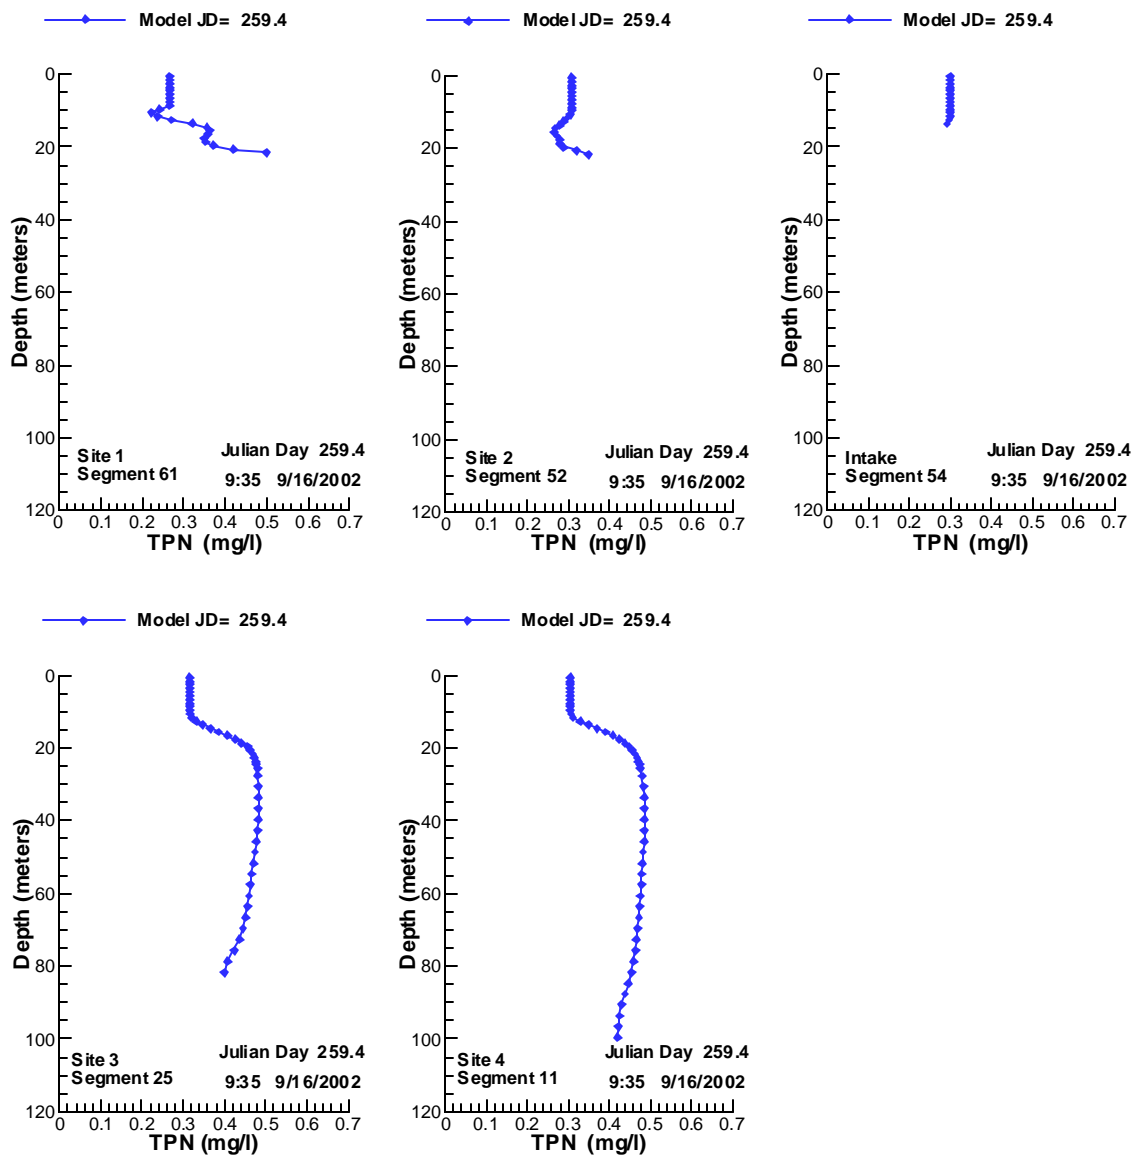 Model JD= 259.4
Model JD= 259.4
Model JD= 259.4
0
20
40
60
80
100
120
Depth (meters)
Site 1
Segment 61
Julian Day 259.4
9:35 9/16/2002
0 0.1 0.2 0.3 0.4 0.5 0.6 0.7
TPN (mg/l)
0
20
40
60
80
100
120
Depth (meters)
Site 2
Segment 52
Julian Day 259.4
9:35 9/16/2002
0 0.1 0.2 0.3 0.4 0.5 0.6 0.7
TPN (mg/l)
0
20
40
60
80
100
120
Depth (meters)
Intake
Segment 54
Julian Day 259.4
9:35 9/16/2002
0 0.1 0.2 0.3 0.4 0.5 0.6 0.7
TPN (mg/l)
Model JD= 259.4
Model JD= 259.4
0
20
40
60
80
100
120
Depth (meters)
Site 3
Segment 25
Julian Day 259.4
9:35 9/16/2002
0 0.1 0.2 0.3 0.4 0.5 0.6 0.7
TPN (mg/l)
0
20
40
60
80
100
120
Depth (meters)
Site 4
Segment 11
Julian Day 259.4
9:35 9/16/2002
0 0.1 0.2 0.3 0.4 0.5 0.6 0.7
TPN (mg/l)